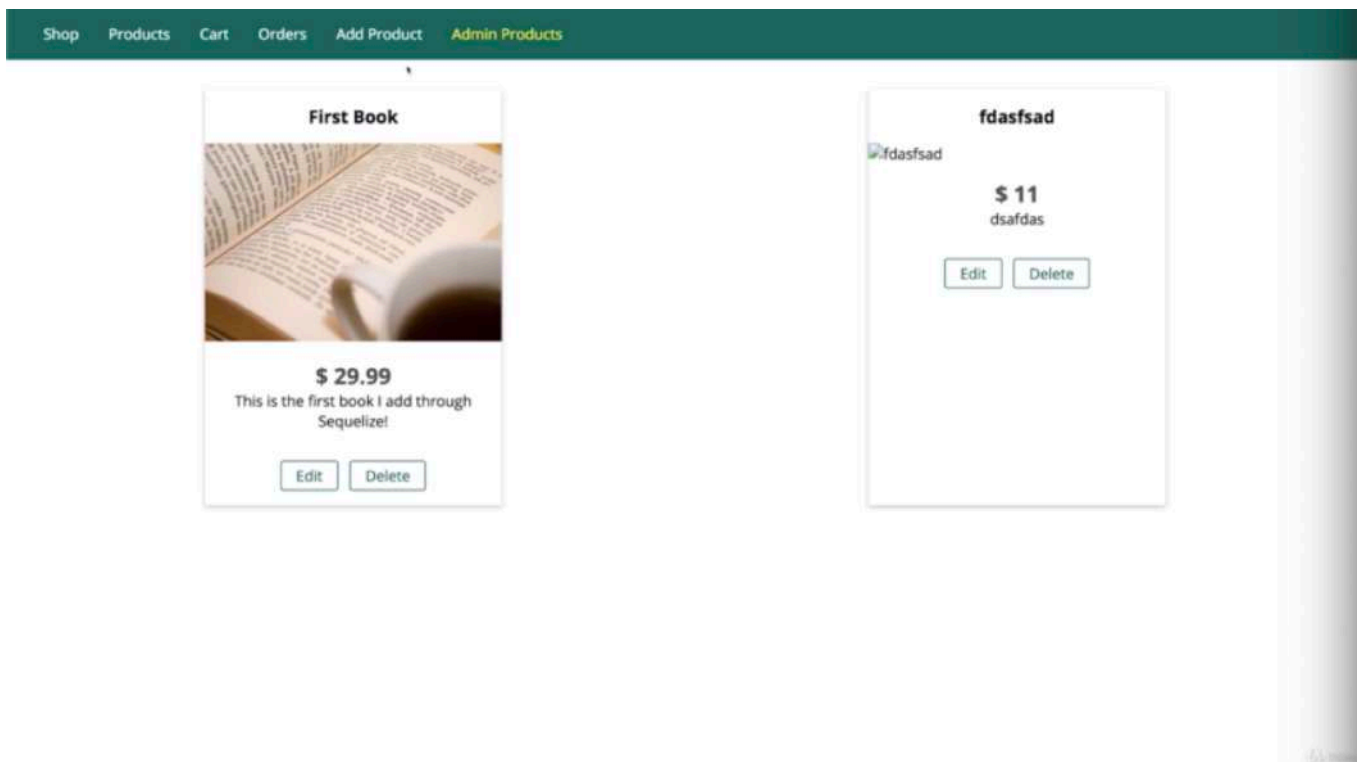 Shop Products Cart Orders Add Product Admin Products
First Book
$ 29.99
This is the first book I add through
Sequelize!
Edit Delete
fdasfsad
fdasfsad
$ 11
dsafdas
Edit Delete